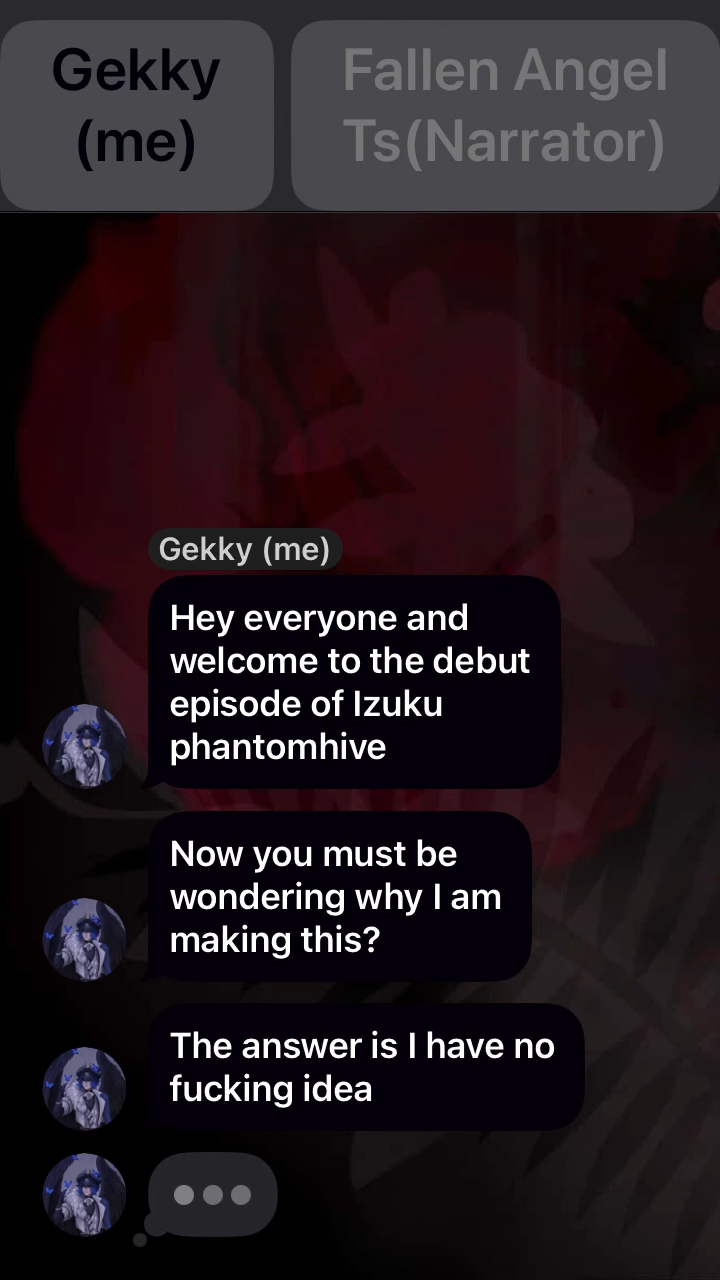 Gekky
(me)
Fallen Angel
Ts(Narrator)
Gekky (me)
Hey everyone and
welcome to the debut
episode of Izuku
phantomhive
Now you must be
wondering why I am
making this?
The answer is I have no
fucking idea